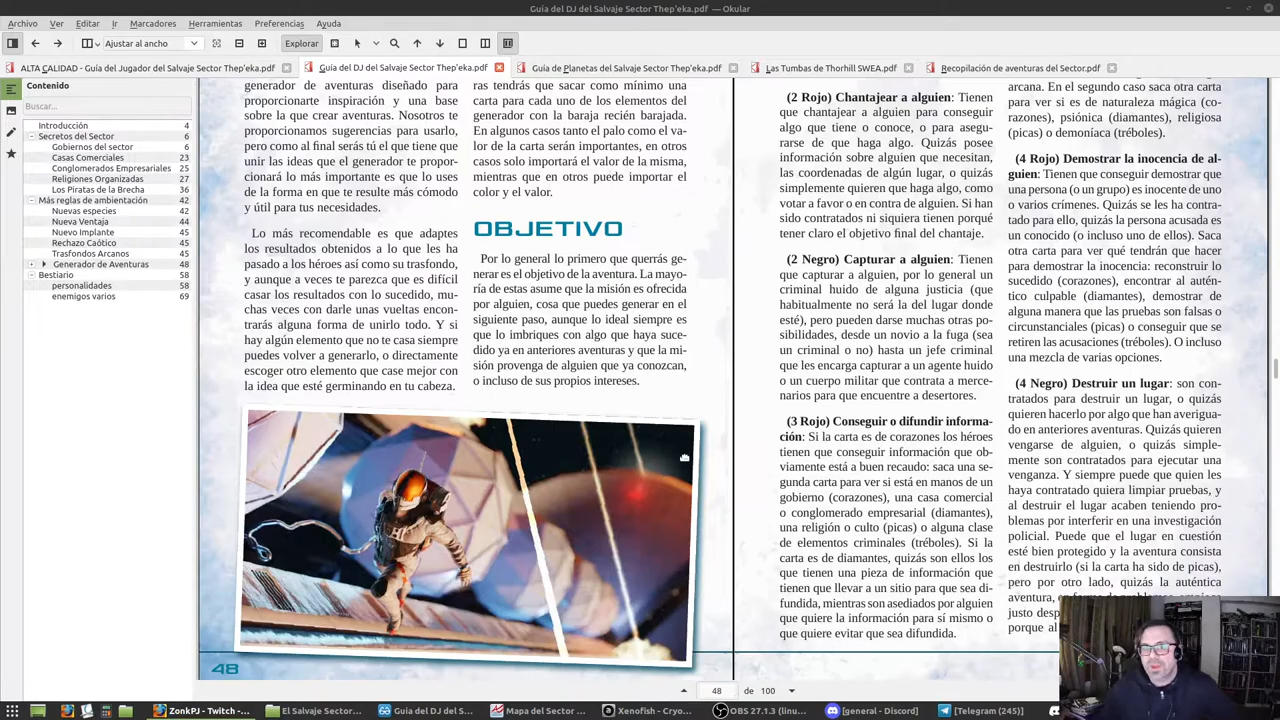 Guía del DJ del Salvaje Sector Thep'eka.pdf — Okular
Archivo Ver Editar Ir Marcadores Herramientas Preferencias Ayuda
Ajustar al ancho Explorar
ALTA CALIDAD - Guía del Jugador del Salvaje Sector Thep'eka.pdf Guía del DJ del Salvaje Sector Thep'eka.pdf Guía de Planetas del Salvaje Sector Thep'eka.pdf Las Tumbas de Thorhill SWEA.pdf Recopilación de aventuras del Sector.pdf
Contenido
Buscar...
Introducción 4
Secretos del Sector 6
Gobiernos del sector 6
Casas Comerciales 23
Conglomerados Empresariales 25
Religiones Organizadas 27
Los Piratas de la Brecha 36
Más reglas de ambientación 42
Nuevas especies 42
Nueva Ventaja 44
Nuevo Implante 45
Rechazo Caótico 45
Trasfondos Arcanos 45
Generador de Aventuras 48
Bestiario 58
personalidades 58
enemigos varios 69
generador de aventuras diseñado para
proporcionarte inspiración y una base
sobre la que crear aventuras. Nosotros te
proporcionamos sugerencias para usarlo,
pero como al final serás tú el que tiene que
unir las ideas que el generador te propor-
cionará lo más importante es que lo uses
de la forma en que te resulte más cómodo
y útil para tus necesidades.
Lo más recomendable es que adaptes
los resultados obtenidos a lo que les ha
pasado a los héroes así como su trasfondo,
y aunque a veces te parezca que es difícil
casar los resultados con lo sucedido, mu-
chas veces con darle unas vueltas encon-
trarás alguna forma de unirlo todo. Y si
hay algún elemento que no te casa siempre
puedes volver a generarlo, o directamente
escoger otro elemento que case mejor con
la idea que esté germinando en tu cabeza.
ras tendrás que sacar como mínimo una
carta para cada uno de los elementos del
generador con la baraja recién barajada.
En algunos casos tanto el palo como el va-
lor de la carta serán importantes, en otros
casos solo importará el valor de la misma,
mientras que en otros puede importar el
color y el valor.
OBJETIVO
Por lo general lo primero que querrás ge-
nerar es el objetivo de la aventura. La mayo-
ría de estas asume que la misión es ofrecida
por alguien, cosa que puedes generar en el
siguiente paso, aunque lo ideal siempre es
que lo imbriques con algo que haya suce-
dido ya en anteriores aventuras y que la mi-
sión provenga de alguien que ya conozcan,
o incluso de sus propios intereses.
48
(2 Rojo) Chantajear a alguien: Tienen
que chantajear a alguien para conseguir
algo que tiene o conoce, o para asegu-
rarse de que haga algo. Quizás posee
información sobre alguien que necesitan,
las coordenadas de algún lugar, o quizás
simplemente quieren que haga algo, como
votar a favor o en contra de alguien. Si han
sido contratados ni siquiera tienen porqué
tener claro el objetivo final del chantaje.
(2 Negro) Capturar a alguien: Tienen
que capturar a alguien, por lo general un
criminal huido de alguna justicia (que
habitualmente no será la del lugar donde
esté), pero pueden darse muchas otras po-
sibilidades, desde un novio a la fuga (sea
un criminal o no) hasta un jefe criminal
que les encarga capturar a un agente huido
o un cuerpo militar que contrata a merce-
narios para que encuentre a desertores.
(3 Rojo) Conseguir o difundir informa-
ción: Si la carta es de corazones los héroes
tienen que conseguir información que ob-
viamente está a buen recaudo: saca una se-
gunda carta para ver si está en manos de un
gobierno (corazones), una casa comercial
o conglomerado empresarial (diamantes),
una religión o culto (picas) o alguna clase
de elementos criminales (tréboles). Si la
carta es de diamantes, quizás son ellos los
que tienen una pieza de información que
tienen que llevar a un sitio para que sea di-
fundida, mientras son asediados por alguien
que quiere la información para sí mismo o
que quiere evitar que sea difundida.
arcana. En el segundo caso saca otra carta
para ver si es de naturaleza mágica (co-
razones), psiónica (diamantes), religiosa
(picas) o demoníaca (tréboles).
(4 Rojo) Demostrar la inocencia de al-
guien: Tienen que conseguir demostrar que
una persona (o un grupo) es inocente de uno
o varios crímenes. Quizás se les ha contra-
tado para ello, quizás la persona acusada es
un conocido (o incluso uno de ellos). Saca
otra carta para ver qué tendrán que hacer
para demostrar la inocencia: reconstruir lo
sucedido (corazones), encontrar al autén-
tico culpable (diamantes), demostrar de
alguna manera que las pruebas son falsas o
circunstanciales (picas) o conseguir que se
retiren las acusaciones (tréboles). O incluso
una mezcla de varias opciones.
(4 Negro) Destruir un lugar: son con-
tratados para destruir un lugar, o quizás
quieren hacerlo por algo que han averigua-
do en anteriores aventuras. Quizás quieren
vengarse de alguien, o quizás simple-
mente son contratados para ejecutar una
venganza. Y siempre puede que quien les
haya contratado quiera limpiar pruebas, y
al destruir el lugar acaben teniendo pro-
blemas por interferir en una investigación
policial. Puede que el lugar en cuestión
esté bien protegido y la aventura consista
en destruirlo (si la carta ha sido de picas),
pero por otro lado, quizás la auténtica
aventura, en forma de problemas, empiece
justo desp
porque al
48 de 100
ZonkPJ - Twitch -... El Salvaje Sector:... Guia del DJ del S... Mapa del Sector ... Xenofish - Cryo... OBS 27.1.3 (linu... [general - Discord] [Telegram (245)]